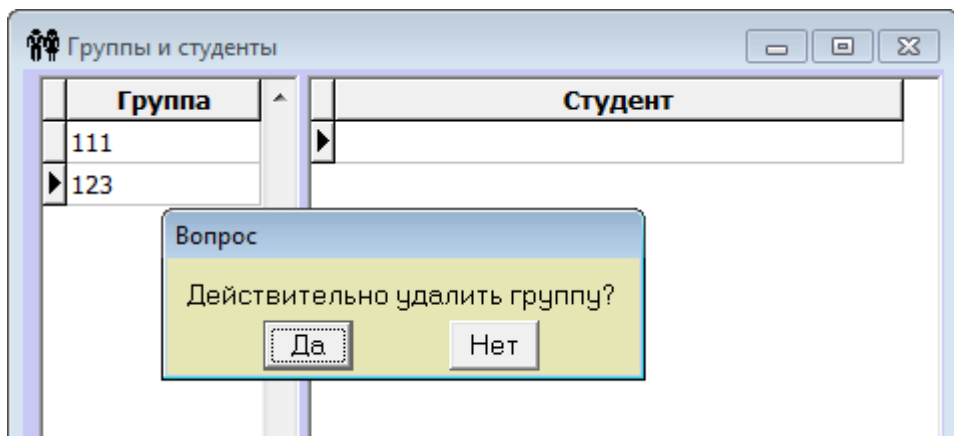 Группы и студенты
Группа Студент
111
123
Вопрос
Действительно удалить группу?
Да Нет